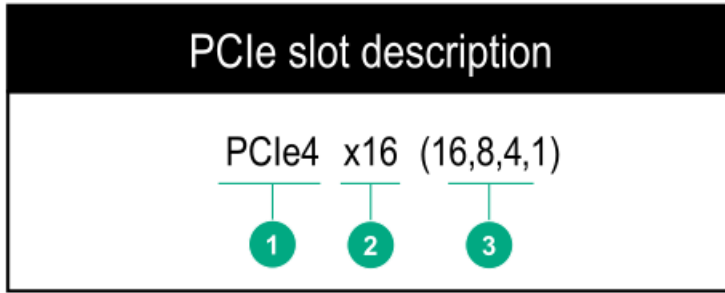 PCIe slot description
PCIe4 x16 (16,8,4,1)
1 2 3